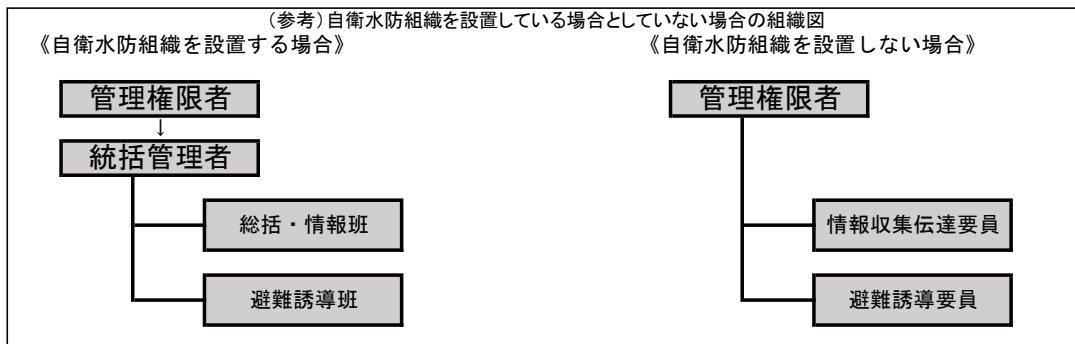 (参考)自衛水防組織を設置している場合としていない場合の組織図
《自衛水防組織を設置する場合》
管理権限者
↓
統括管理者
総括・情報班
避難誘導班
《自衛水防組織を設置しない場合》
管理権限者
情報収集伝達要員
避難誘導要員